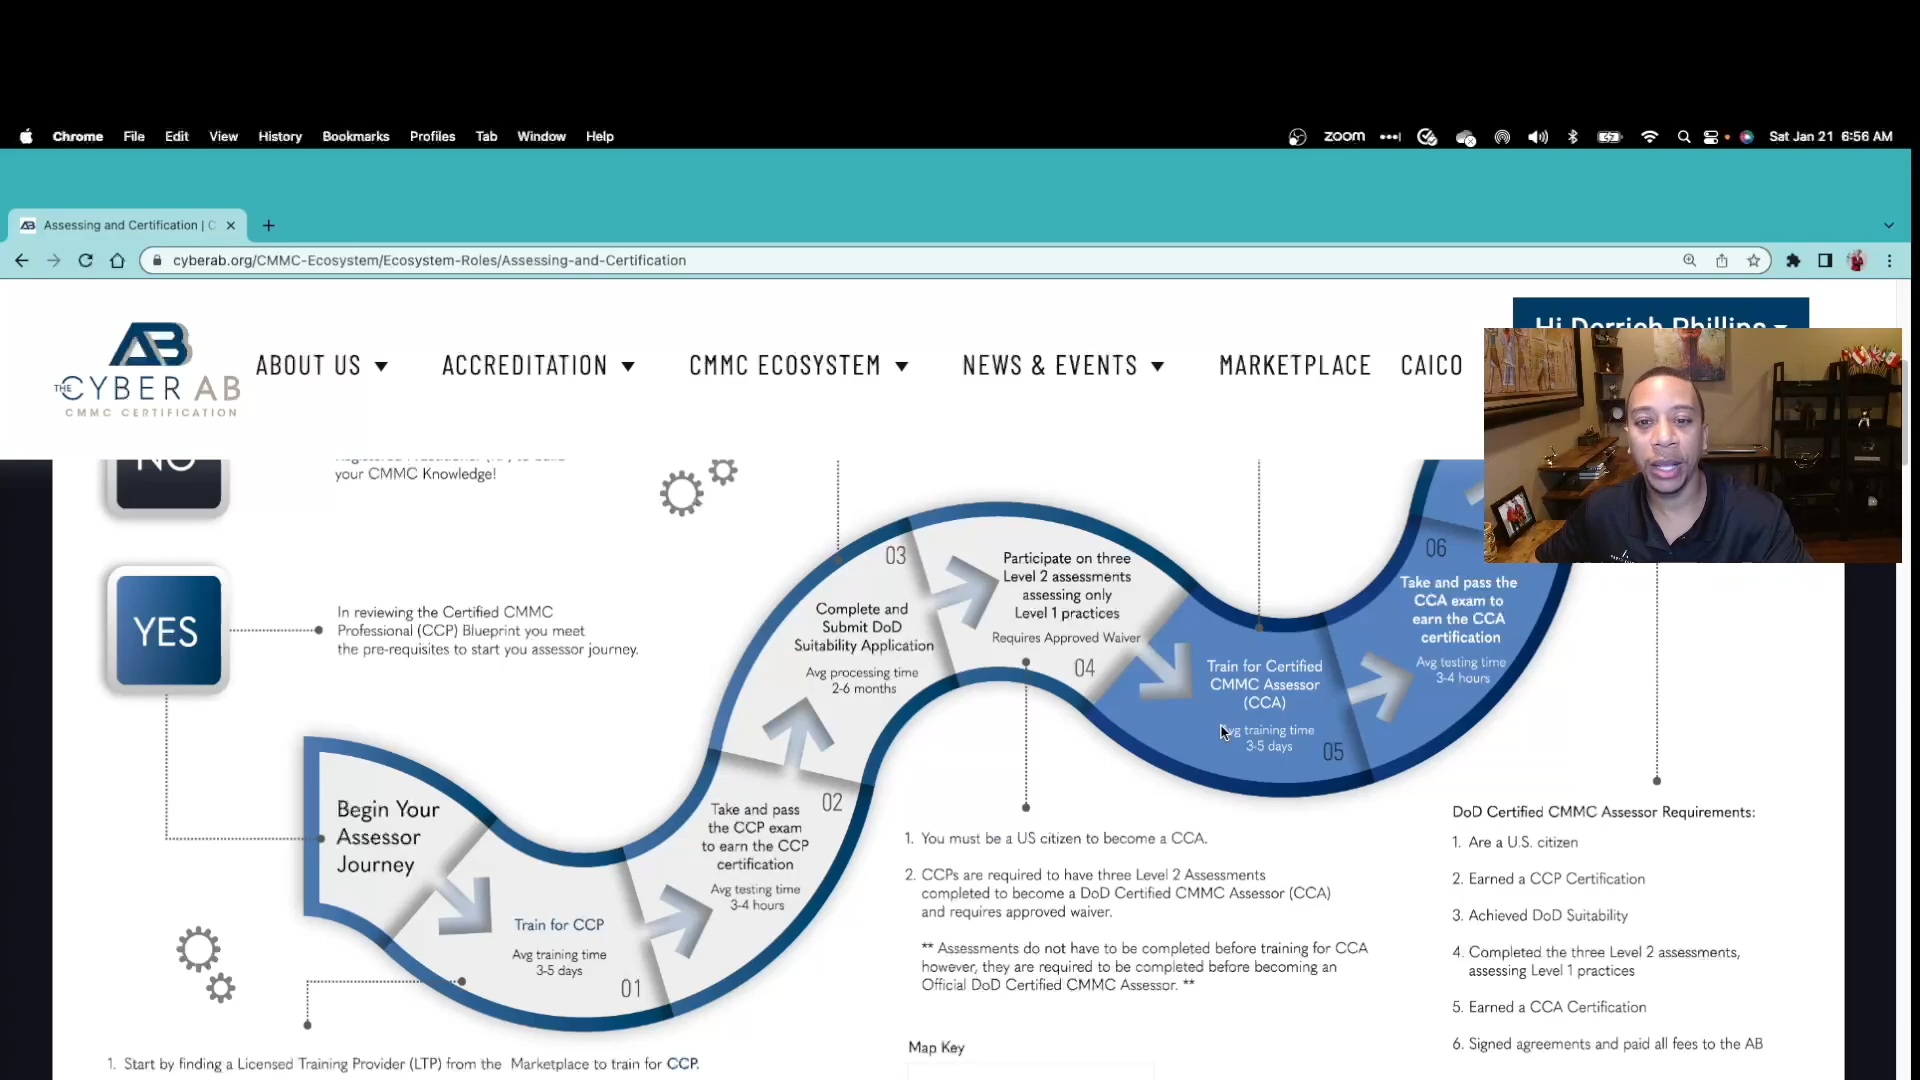 Chrome File Edit View History Bookmarks Profiles Tab Window Help
zoom
Sat Jan 21 6:56 AM
Assessing and Certification | C
cyberab.org/CMMC-Ecosystem/Ecosystem-Roles/Assessing-and-Certification
Hi Derrich Phillips
AB
THE CYBER AB
CMMC CERTIFICATION
ABOUT US
ACCREDITATION
CMMC ECOSYSTEM
NEWS & EVENTS
MARKETPLACE
CAICO
NO
your CMMC Knowledge!
YES
In reviewing the Certified CMMC
Professional (CCP) Blueprint you meet
the pre-requisites to start you assessor journey.
Begin Your
Assessor
Journey
Train for CCP
Avg training time
3-5 days
01
Take and pass
the CCP exam
to earn the CCP
certification
Avg testing time
3-4 hours
02
Complete and
Submit DoD
Suitability Application
Avg processing time
2-6 months
03
Participate on three
Level 2 assessments
assessing only
Level 1 practices
Requires Approved Waiver
04
Train for Certified
CMMC Assessor
(CCA)
Avg training time
3-5 days
05
06
Take and pass the
CCA exam to
earn the CCA
certification
Avg testing time
3-4 hours
1. You must be a US citizen to become a CCA.
2. CCPs are required to have three Level 2 Assessments
completed to become a DoD Certified CMMC Assessor (CCA)
and requires approved waiver.
** Assessments do not have to be completed before training for CCA
however, they are required to be completed before becoming an
Official DoD Certified CMMC Assessor. **
Map Key
DoD Certified CMMC Assessor Requirements:
1. Are a U.S. citizen
2. Earned a CCP Certification
3. Achieved DoD Suitability
4. Completed the three Level 2 assessments,
assessing Level 1 practices
5. Earned a CCA Certification
6. Signed agreements and paid all fees to the AB
1. Start by finding a Licensed Training Provider (LTP) from the Marketplace to train for CCP.